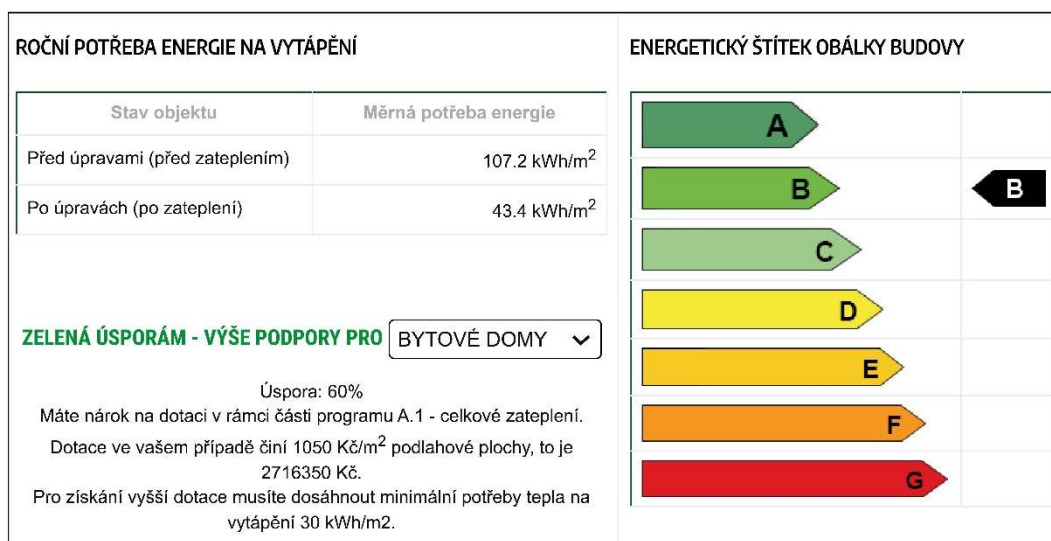 ROČNÍ POTŘEBA ENERGIE NA VYTÁPĚNÍ
Stav objektu Měrná potřeba energie
Před úpravami (před zateplením) 107.2 kWh/m²
Po úpravách (po zateplení) 43.4 kWh/m²
ZELENÁ ÚSPORÁM - VÝŠE PODPORY PRO BYTOVÉ DOMY
Úspora: 60%
Máte nárok na dotaci v rámci části programu A.1 - celkové zateplení.
Dotace ve vašem případě činí 1050 Kč/m² podlahové plochy, to je
2716350 Kč.
Pro získání vyšší dotace musíte dosáhnout minimální potřeby tepla na
vytápění 30 kWh/m2.
ENERGETICKÝ ŠTÍTEK OBÁLKY BUDOVY
A
B B
C
D
E
F
G